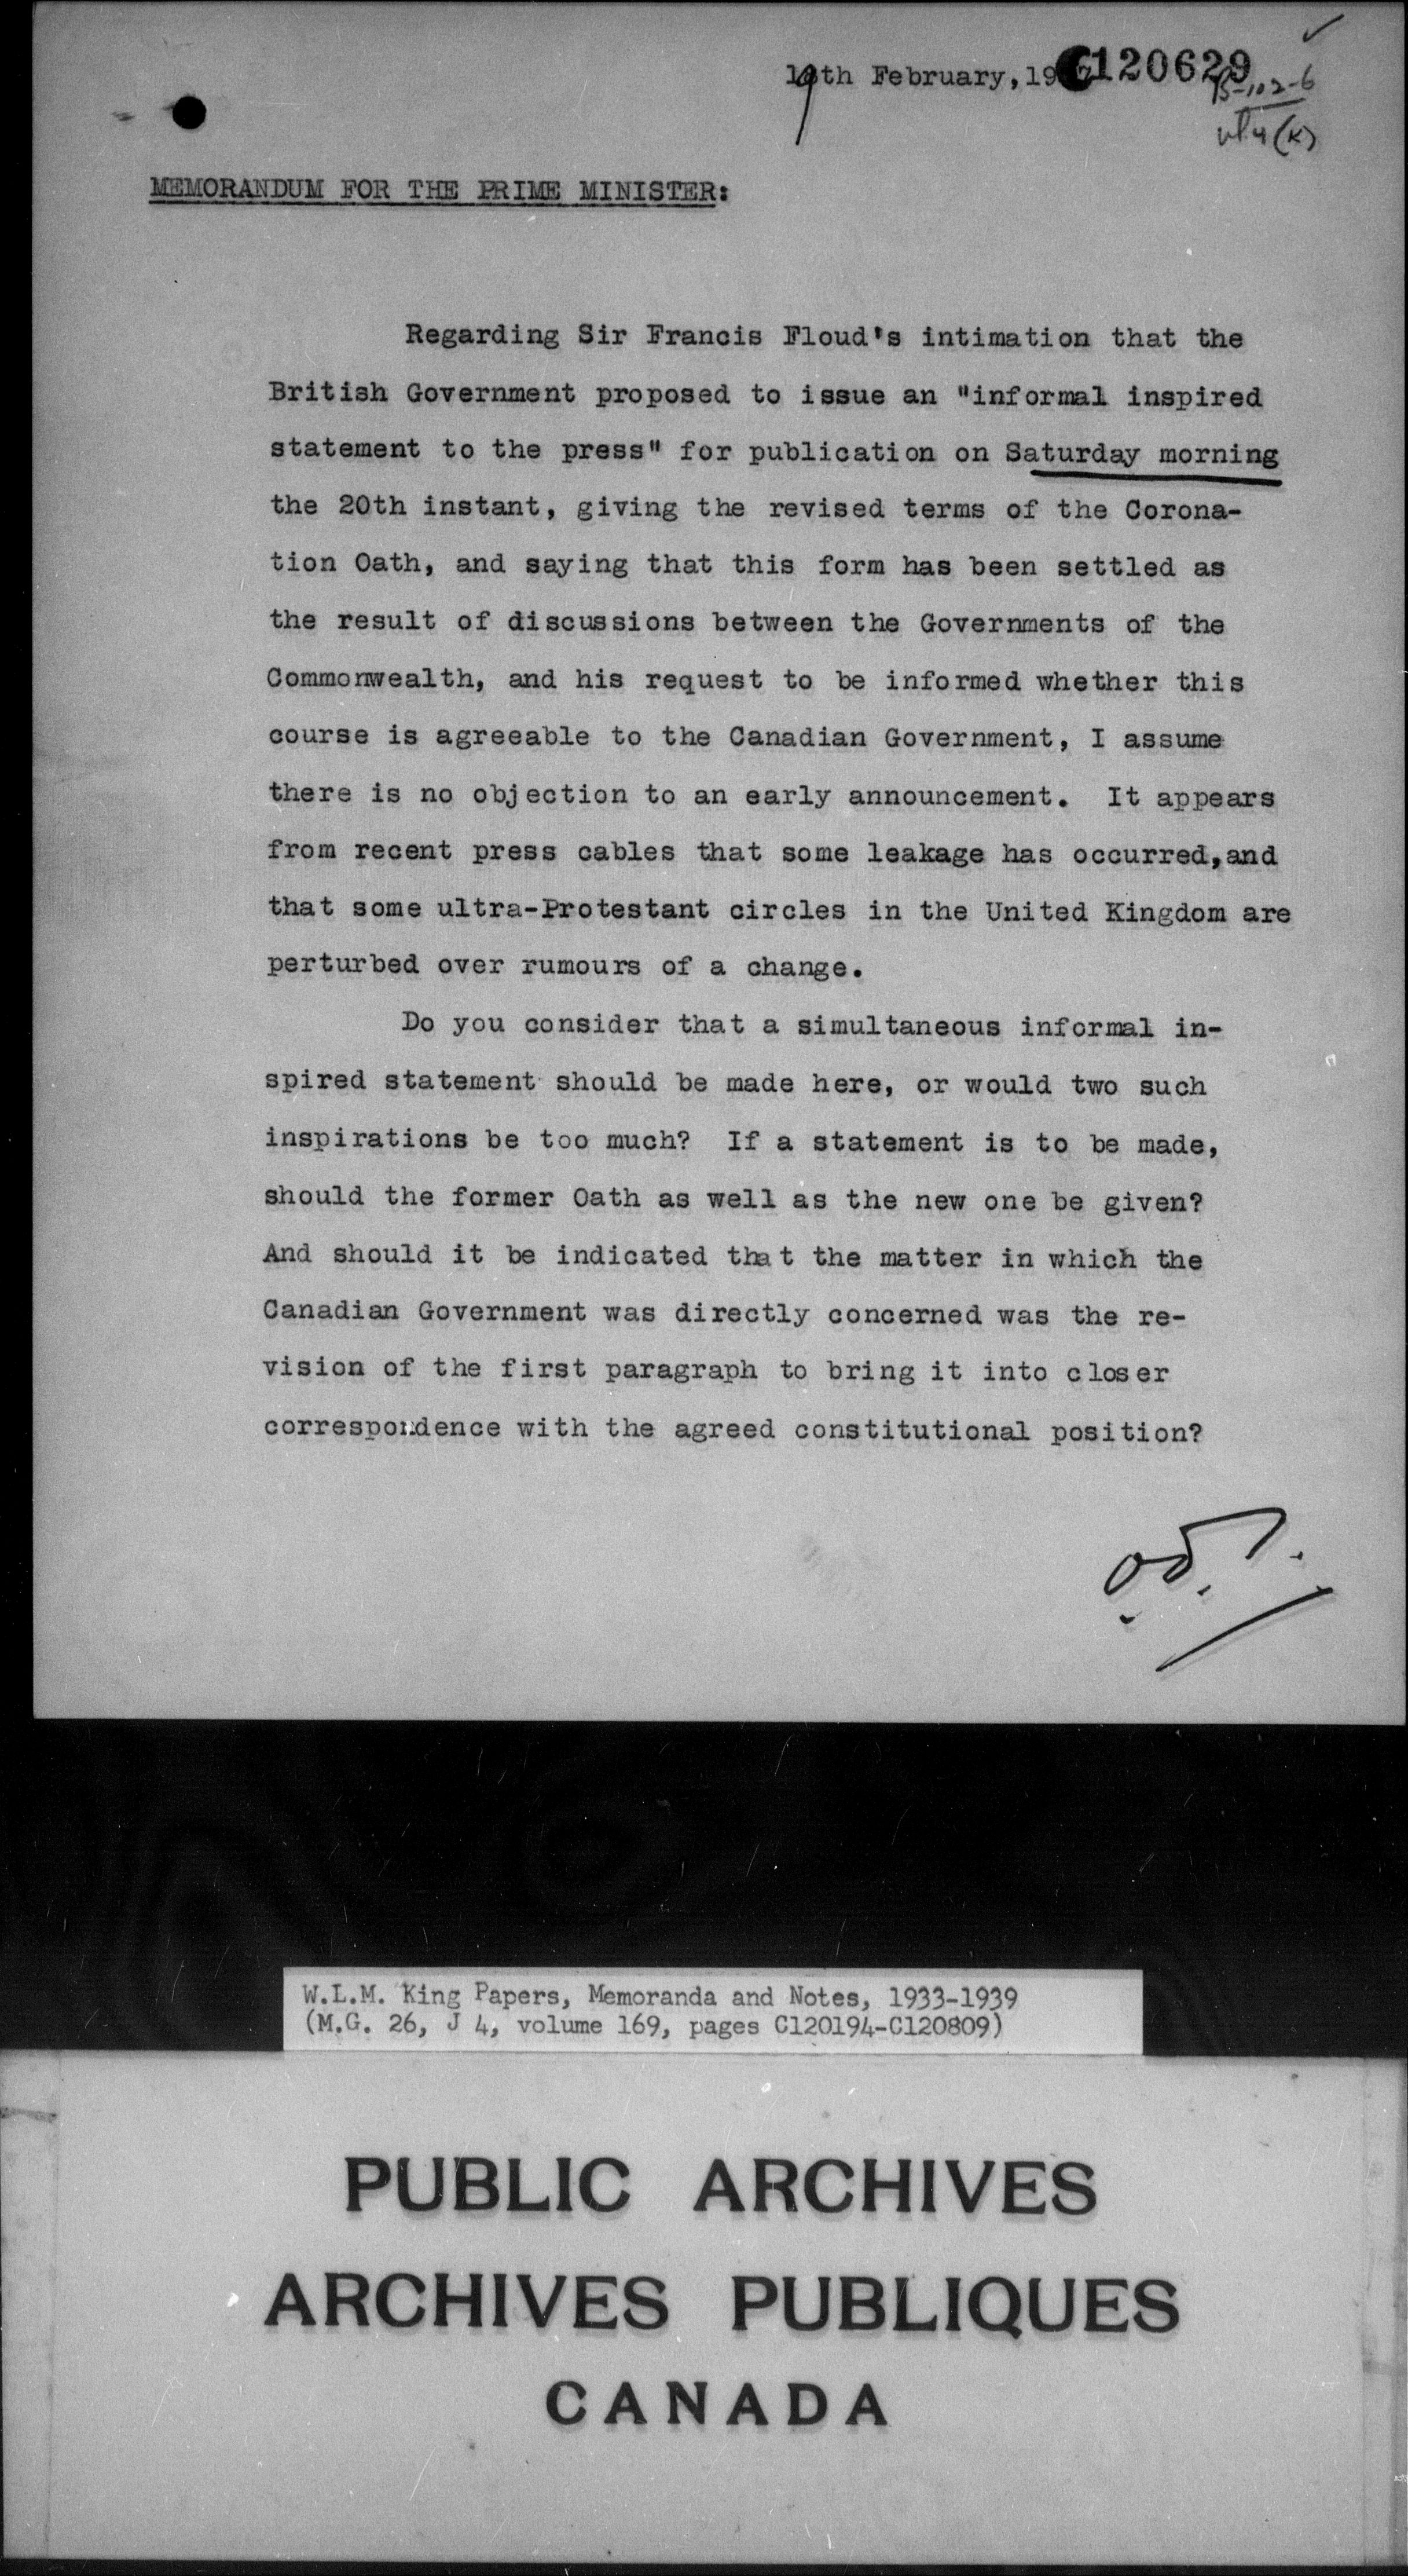 19th February, 19
C120629
MEMORANDUM FOR THE PRIME MINISTER:
Regarding Sir Francis Floud's intimation that the
British Government proposed to issue an "informal inspired
statement to the press" for publication on Saturday morning
the 20th instant, giving the revised terms of the Corona-
tion Oath, and saying that this form has been settled as
the result of discussions between the Governments of the
Commonwealth, and his request to be informed whether this
course is agreeable to the Canadian Government, I assume
there is no objection to an early announcement. It appears
from recent press cables that some leakage has occurred, and
that some ultra-Protestant circles in the United Kingdom are
perturbed over rumours of a change.
Do you consider that a simultaneous informal in-
spired statement should be made here, or would two such
inspirations be too much? If a statement is to be made,
should the former Oath as well as the new one be given?
And should it be indicated that the matter in which the
Canadian Government was directly concerned was the re-
vision of the first paragraph to bring it into closer
correspondence with the agreed constitutional position?
W.L.M. King Papers, Memoranda and Notes, 1933-1939
(M.G. 26, J 4, volume 169, pages C120194-C120809)
PUBLIC ARCHIVES
ARCHIVES PUBLIQUES
CANADA